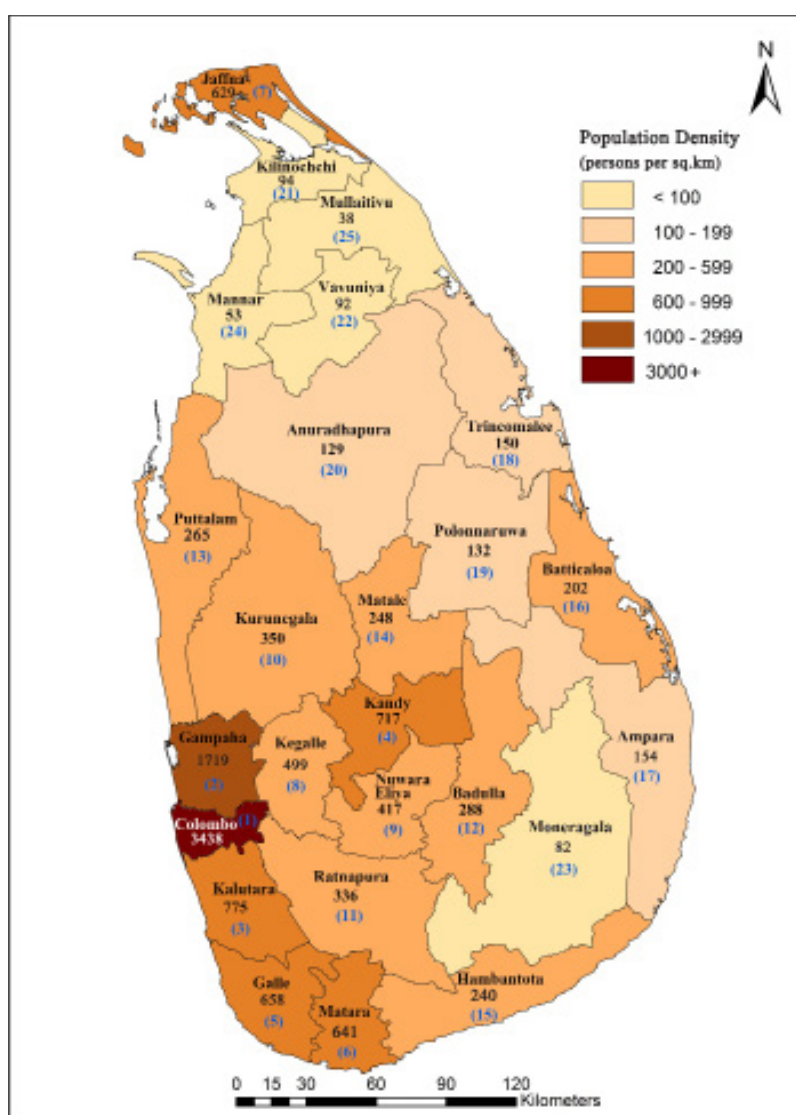 N
Population Density
(persons per sq.km)
< 100
100 - 199
200 - 599
600 - 999
1000 - 2999
3000+
Jaffna
629 (7)
Kilinochchi
94
(21)
Mullaitivu
38
(25)
Mannar
53
(24)
Vavuniya
92
(22)
Anuradhapura
129
(20)
Trincomalee
150
(18)
Puttalam
265
(13)
Polonnaruwa
132
(19)
Batticaloa
202
(16)
Kurunegala
350
(10)
Matale
248
(14)
Kandy
717
(4)
Gampaha
1719
(2)
Kegalle
499
(8)
Nuwara
Eliya
417
(9)
Badulla
288
(12)
Ampara
154
(17)
Colombo (1)
3438
Moneragala
82
(23)
Kalutara
775
(3)
Ratnapura
336
(11)
Galle
658
(5)
Matara
641
(6)
Hambantota
240
(15)
0 15 30 60 90 120
Kilometers